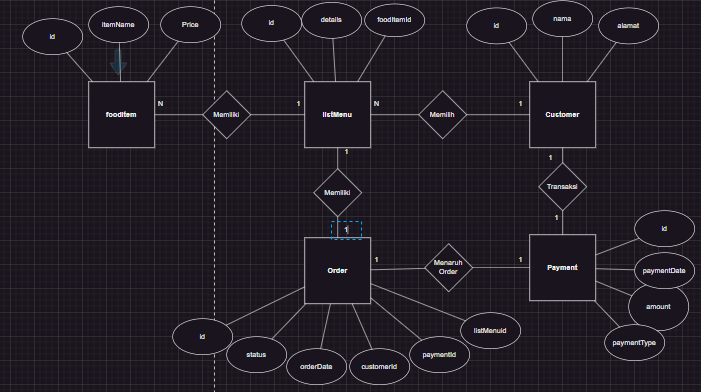 id
itemName
Price
id
details
fooditemId
id
nama
alamat
foodItem
N
Memiliki
1
listMenu
N
Memilih
1
Customer
1
Memiliki
1
1
Transaksi
1
Order
1
Menaruh
Order
1
Payment
id
paymentDate
amount
paymentType
id
status
orderDate
customerId
paymentId
listMenuId